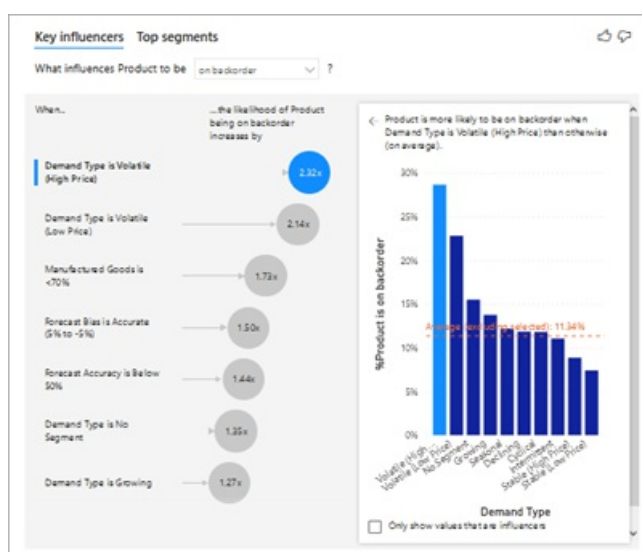 Key influencers Top segments
What influences Product to be on backorder ?
When...
...the likelihood of Product
being on backorder
increases by
Demand Type is Volatile
(High Price)
2.32x
Demand Type is Volatile
(Low Price)
2.14x
Manufactured Goods is
<70%
1.73x
Forecast Bias is Accurate
(5% to -5%)
1.50x
Forecast Accuracy is Below
50%
1.44x
Demand Type is No
Segment
1.35x
Demand Type is Growing
1.27x
Product is more likely to be on backorder when
Demand Type is Volatile (High Price) than otherwise
(on average).
30%
25%
20%
15%
10%
5%
0%
%Product is on backorder
Average (excluding selected): 11.34%
Volatile (High ...
Volatile (Low Price)
No Segment
Growing
Seasonal
Declining
Cyclical
Intermittent
Stable (High Price)
Stable (Low Price)
Demand Type
Only show values that are influencers